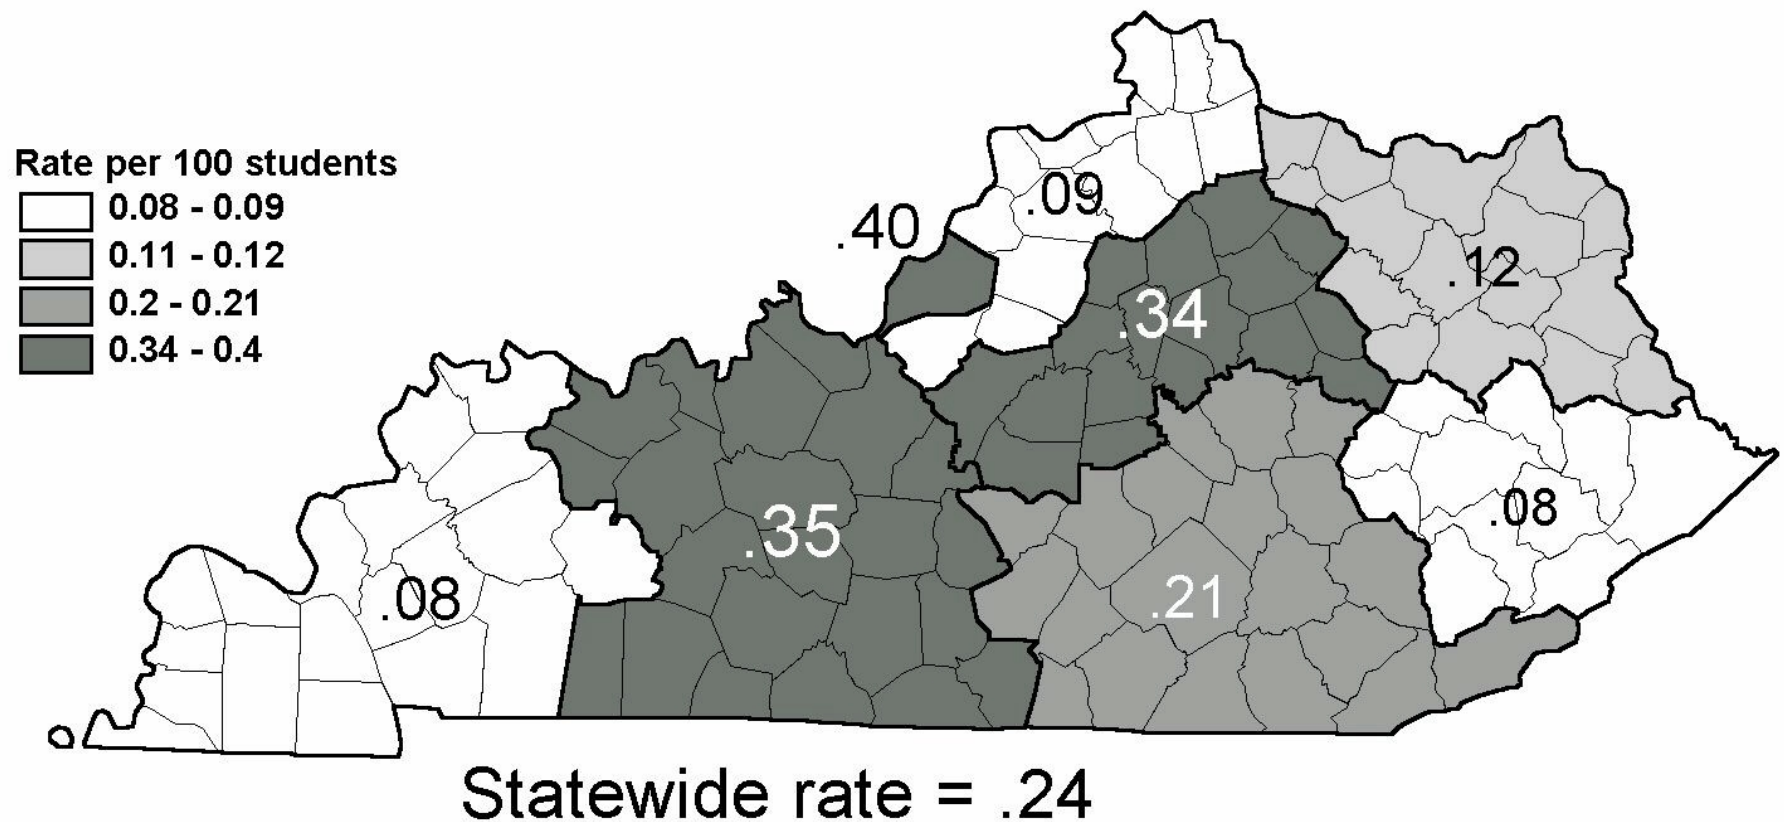 Rate per 100 students
0.08 - 0.09
0.11 - 0.12
0.2 - 0.21
0.34 - 0.4
.40
.09
.12
.34
.35
.08
.21
.08
Statewide rate = .24